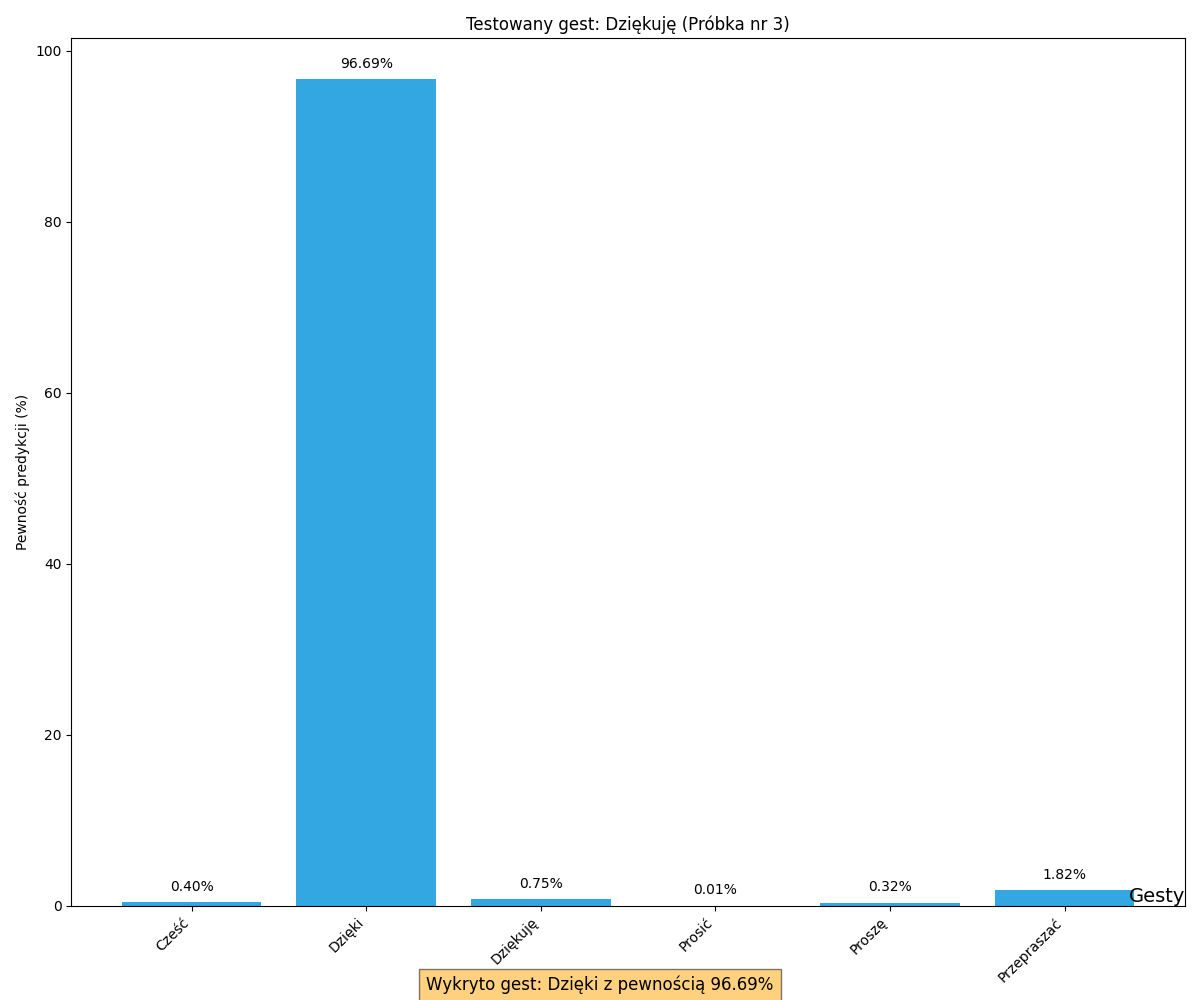 Testowany gest: Dziękuję (Próbka nr 3)
100
80
60
40
20
0
Pewność predykcji (%)
0.40%
96.69%
0.75%
0.01%
0.32%
1.82%
Gesty
Cześć
Dzięki
Dziękuję
Prosić
Proszę
Przepraszać
Wykryto gest: Dzięki z pewnością 96.69%